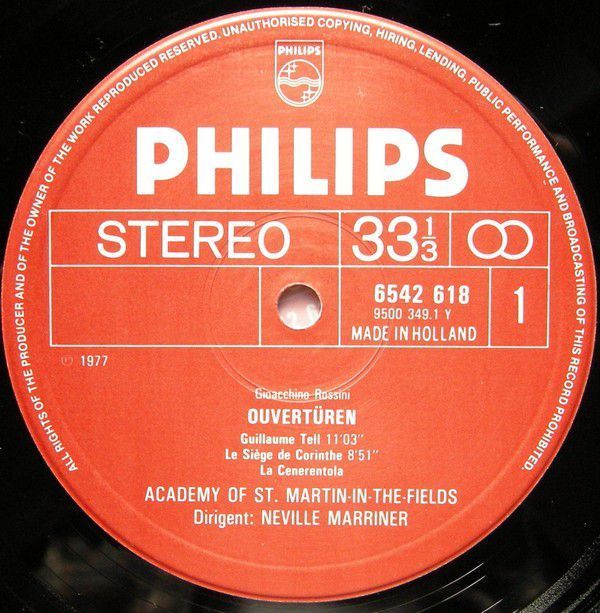 ALL RIGHTS OF THE PRODUCER AND OF THE OWNER OF THE WORK REPRODUCED RESERVED. UNAUTHORISED COPYING, HIRING, LENDING, PUBLIC PERFORMANCE AND BROADCASTING OF THIS RECORD PROHIBITED.
PHILIPS
PHILIPS
STEREO 33 1/3
6542 618 1
9500 349.1 Y
MADE IN HOLLAND
℗ 1977
Gioacchino Rossini
OUVERTÜREN
Guillaume Tell 11'03"
Le Siège de Corinthe 8'51"
La Cenerentola
ACADEMY OF ST. MARTIN-IN-THE-FIELDS
Dirigent: NEVILLE MARRINER